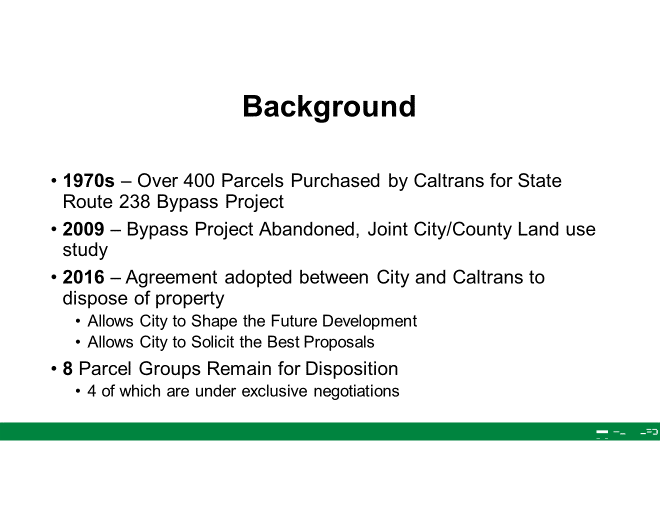 Background
• 1970s – Over 400 Parcels Purchased by Caltrans for State
Route 238 Bypass Project
• 2009 – Bypass Project Abandoned, Joint City/County Land use
study
• 2016 – Agreement adopted between City and Caltrans to
dispose of property
• Allows City to Shape the Future Development
• Allows City to Solicit the Best Proposals
• 8 Parcel Groups Remain for Disposition
• 4 of which are under exclusive negotiations